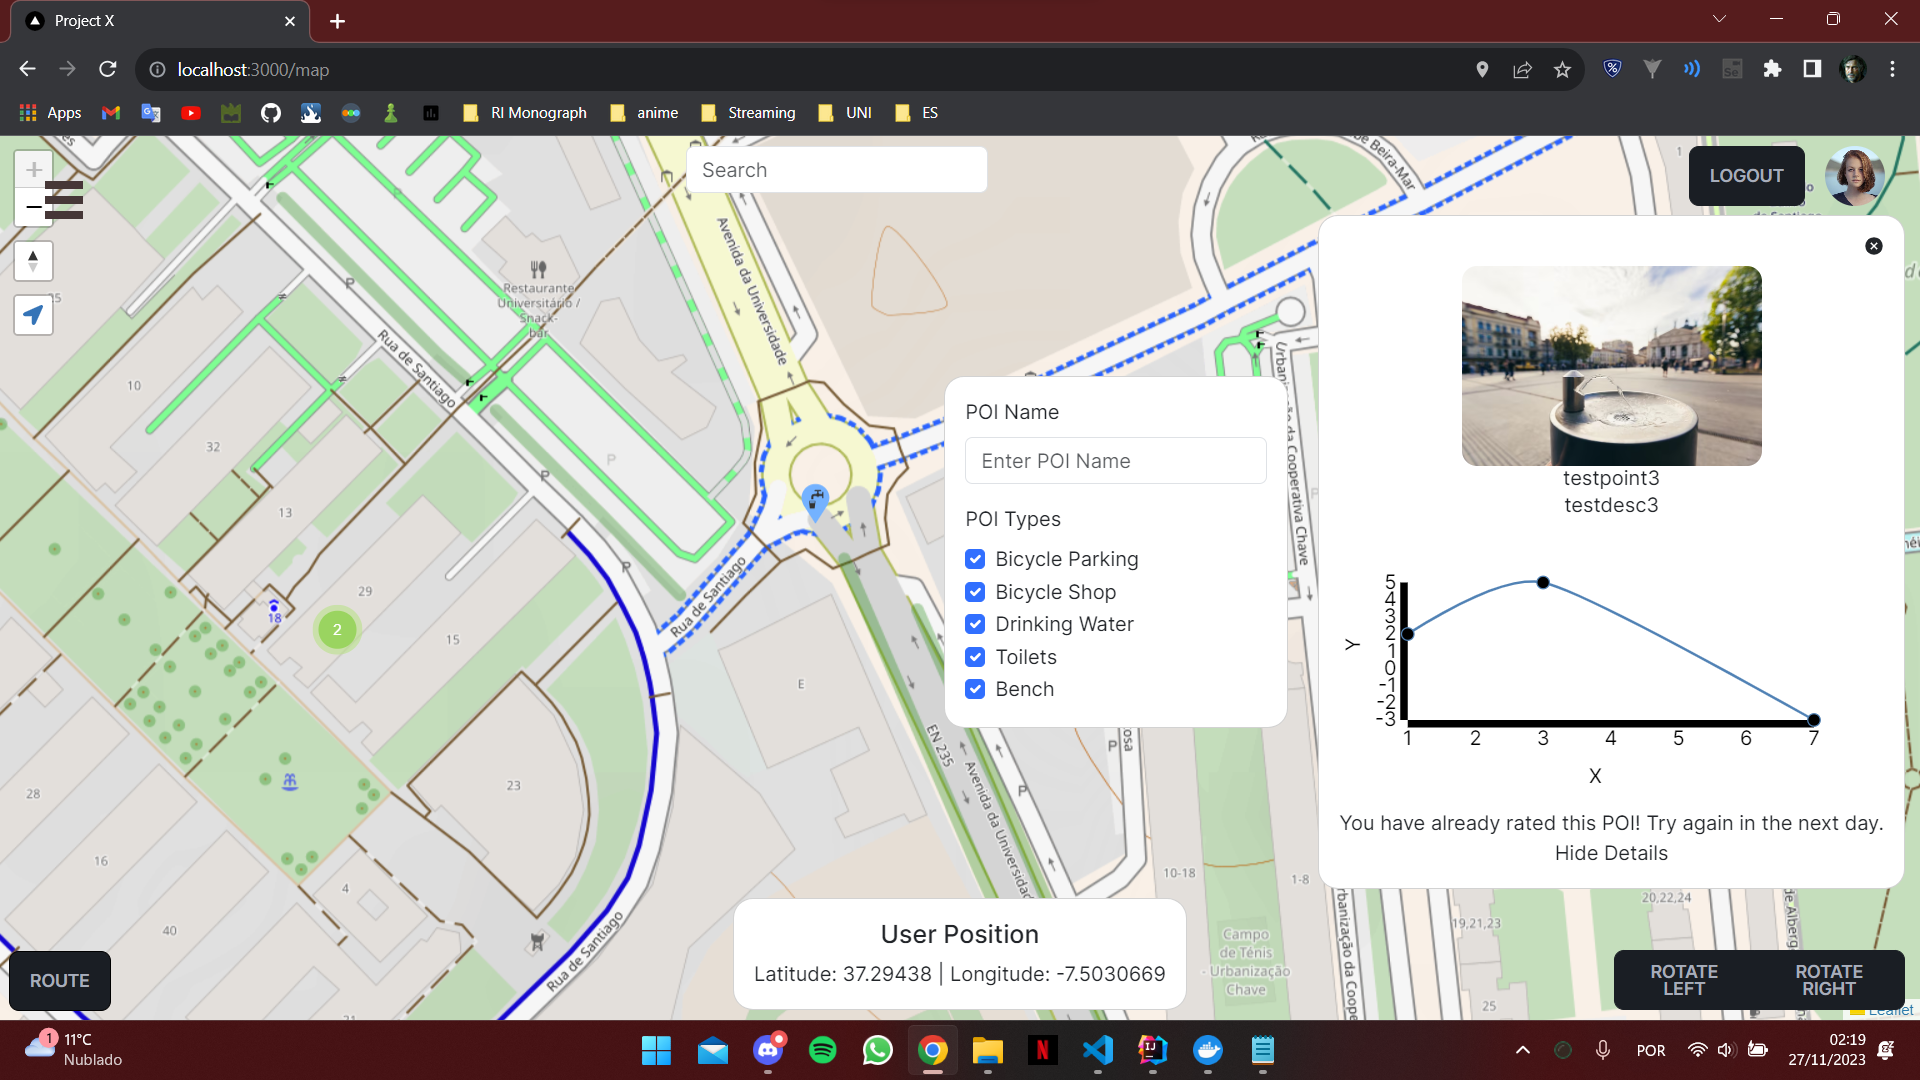 Project X
localhost:3000/map
Apps
RI Monograph
anime
Streaming
UNI
ES
Search
LOGOUT
Avenida da Universidade
Restaurante
Universitário /
Snack-
bar
Rua de Santiago
10
32
13
P
P
P
P
29
18
2
15
Rua de Santiago
E
EN 235
Avenida da Universidade
23
28
16
4
40
Rua de Santiago
P
P
10-18
1-8
Campo
de Ténis
- Urbanização
Chave
19,21,23
20,22,24
25
POI Name
Enter POI Name
POI Types
Bicycle Parking
Bicycle Shop
Drinking Water
Toilets
Bench
testpoint3
testdesc3
5
4
3
2
1
0
-1
-2
-3
Y
1 2 3 4 5 6 7
X
You have already rated this POI! Try again in the next day.
Hide Details
User Position
Latitude: 37.29438 | Longitude: -7.5030669
ROUTE
ROTATE
LEFT
ROTATE
RIGHT
Leaflet
1
11°C
Nublado
POR
02:19
27/11/2023